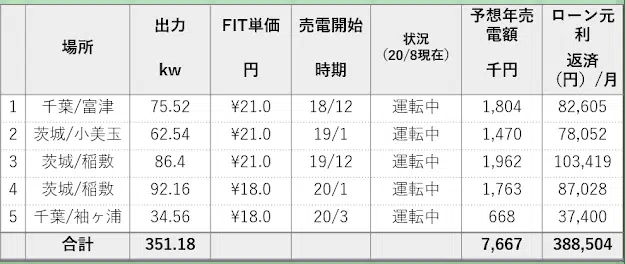 場所 出力 kw FIT単価 円 売電開始 時期 状況 (20/8現在) 予想年売電額 千円 ローン元利 返済 (円) /月
1 千葉/富津 75.52 ¥21.0 18/12 運転中 1,804 82,605
2 茨城/小美玉 62.54 ¥21.0 19/1 運転中 1,470 78,052
3 茨城/稲敷 86.4 ¥21.0 19/12 運転中 1,962 103,419
4 茨城/稲敷 92.16 ¥18.0 20/1 運転中 1,763 87,028
5 千葉/袖ヶ浦 34.56 ¥18.0 20/3 運転中 668 37,400
合計 351.18 7,667 388,504